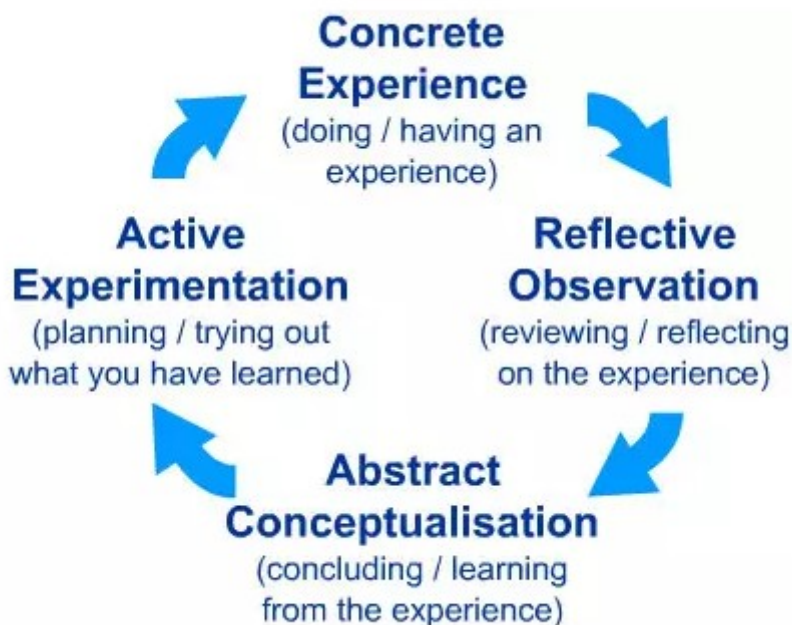 Concrete
Experience
(doing / having an
experience)
Active
Experimentation
(planning / trying out
what you have learned)
Reflective
Observation
(reviewing / reflecting
on the experience)
Abstract
Conceptualisation
(concluding / learning
from the experience)